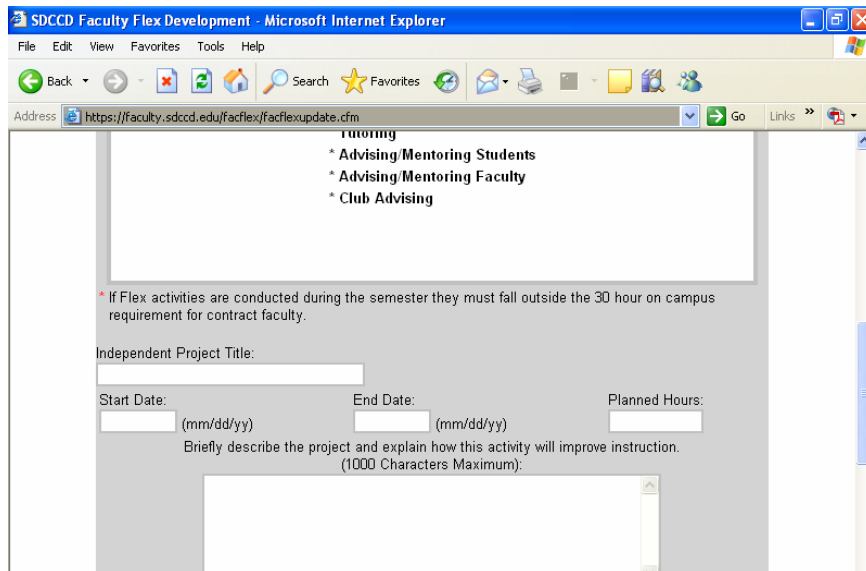 SDCCD Faculty Flex Development - Microsoft Internet Explorer
File Edit View Favorites Tools Help
Back Search Favorites
Address https://faculty.sdccd.edu/facflex/facflexupdate.cfm Go Links »
Tutoring
* Advising/Mentoring Students
* Advising/Mentoring Faculty
* Club Advising
* If Flex activities are conducted during the semester they must fall outside the 30 hour on campus
requirement for contract faculty.
Independent Project Title:
Start Date: End Date: Planned Hours:
(mm/dd/yy) (mm/dd/yy)
Briefly describe the project and explain how this activity will improve instruction.
(1000 Characters Maximum):